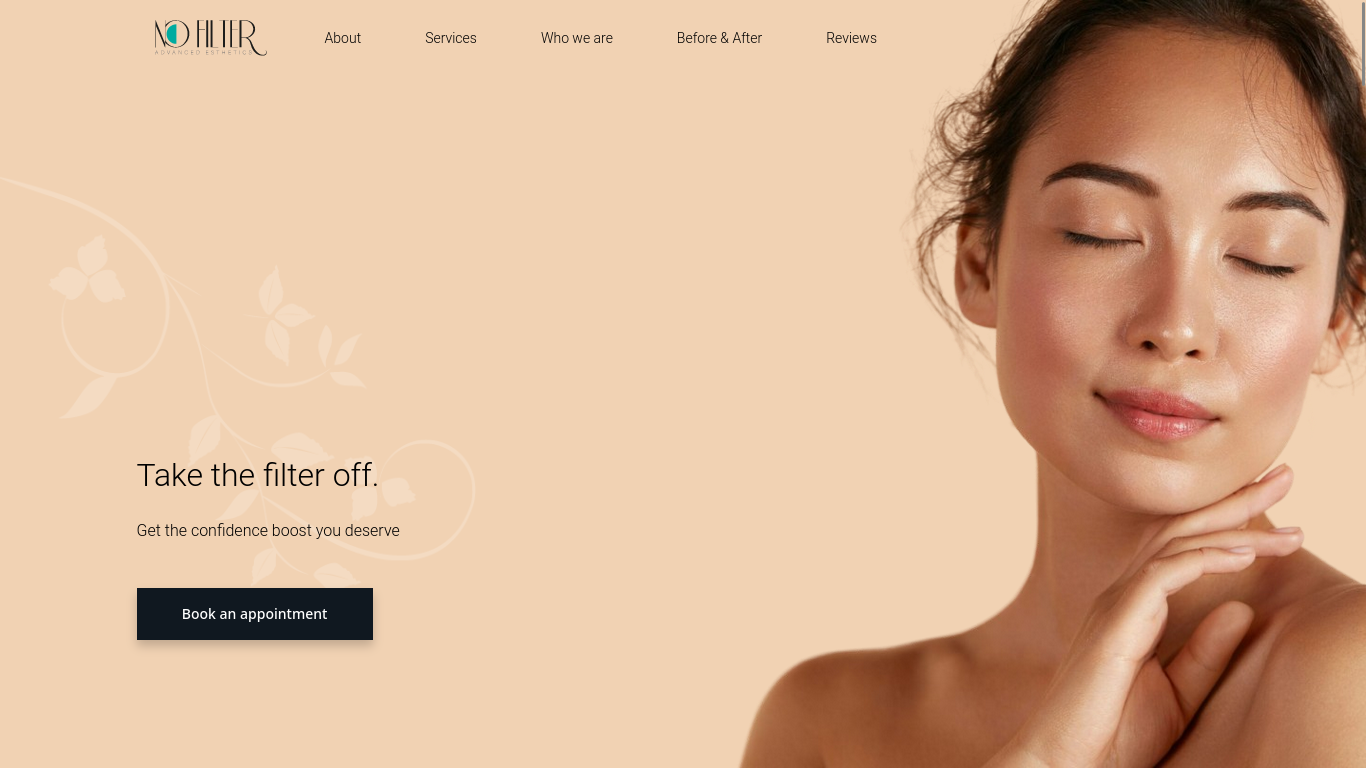 NO FILTER
ADVANCED ESTHETICS
About
Services
Who we are
Before & After
Reviews
Take the filter off.
Get the confidence boost you deserve
Book an appointment